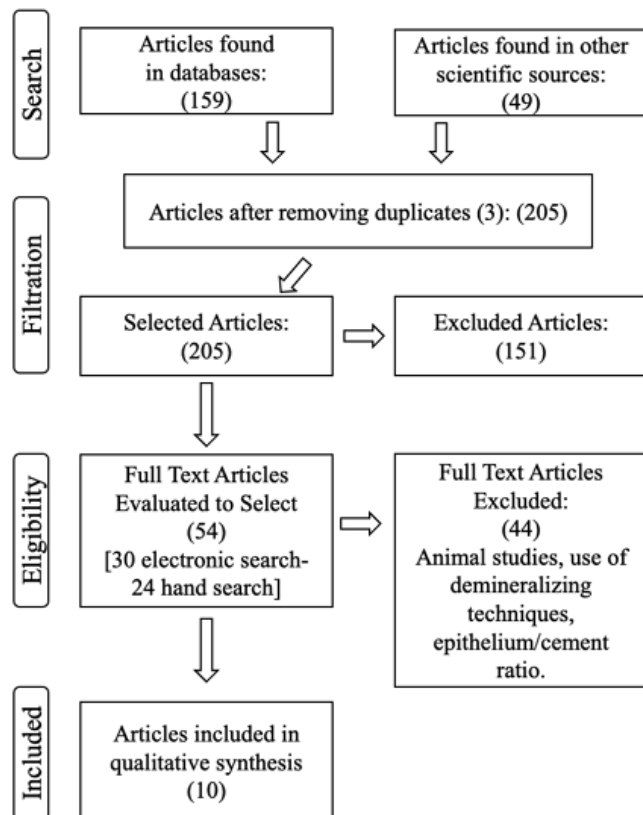 Search
Articles found
in databases:
(159)
Articles found in other
scientific sources:
(49)
Filtration
Articles after removing duplicates (3): (205)
Selected Articles:
(205)
Excluded Articles:
(151)
Eligibility
Full Text Articles
Evaluated to Select
(54)
[30 electronic search-
24 hand search]
Full Text Articles
Excluded:
(44)
Animal studies, use of
demineralizing
techniques,
epithelium/cement
ratio.
Included
Articles included in
qualitative synthesis
(10)